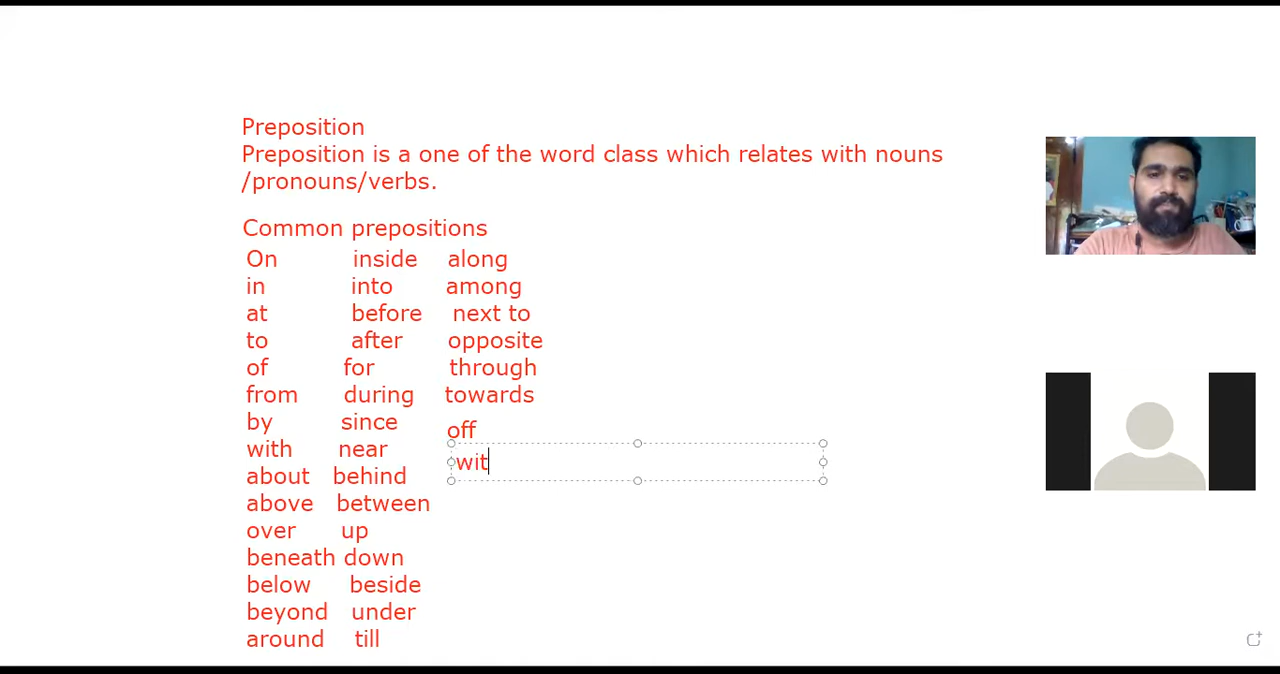 Preposition
Preposition is a one of the word class which relates with nouns
/pronouns/verbs.
Common prepositions
On inside along
in into among
at before next to
to after opposite
of for through
from during towards
by since off
with near wit
about behind
above between
over up
beneath down
below beside
beyond under
around till